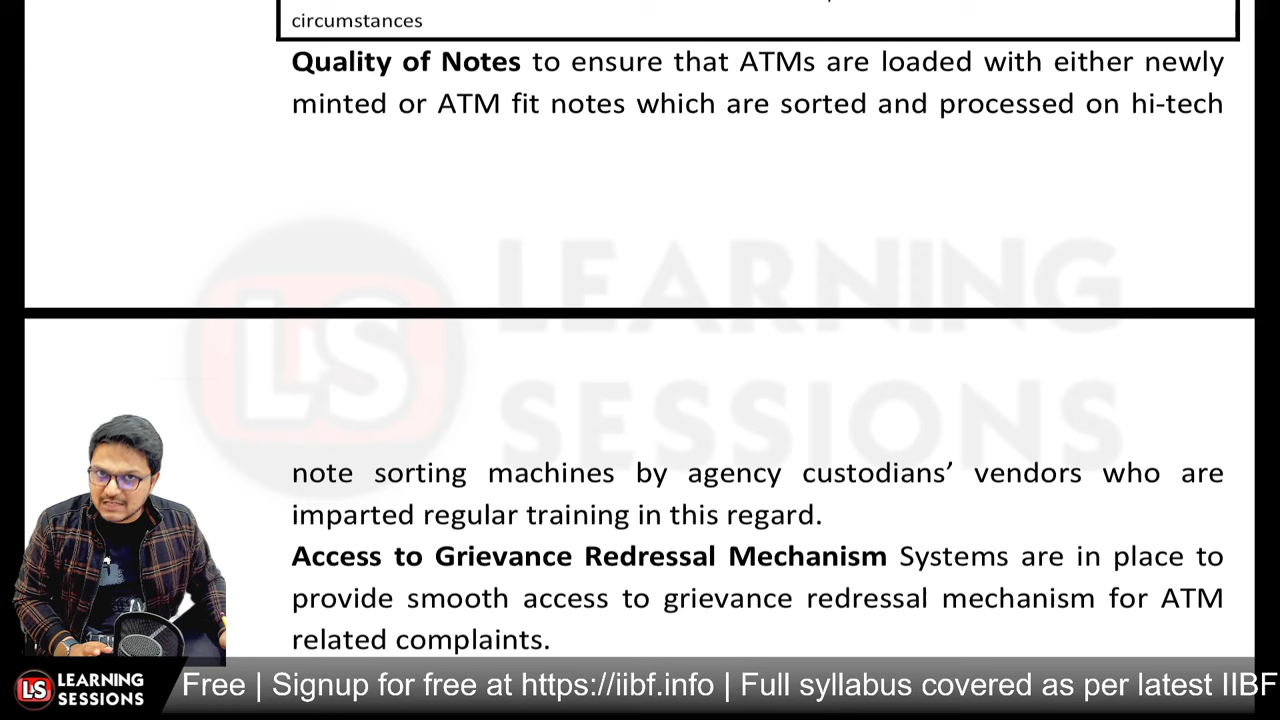 circumstances
Quality of Notes to ensure that ATMs are loaded with either newly
minted or ATM fit notes which are sorted and processed on hi-tech
LEARNING
LS
SESSIONS
note sorting machines by agency custodians’ vendors who are
imparted regular training in this regard.
Access to Grievance Redressal Mechanism Systems are in place to
provide smooth access to grievance redressal mechanism for ATM
related complaints.
LS LEARNING
SESSIONS
Free | Signup for free at https://iibf.info | Full syllabus covered as per latest IIBF